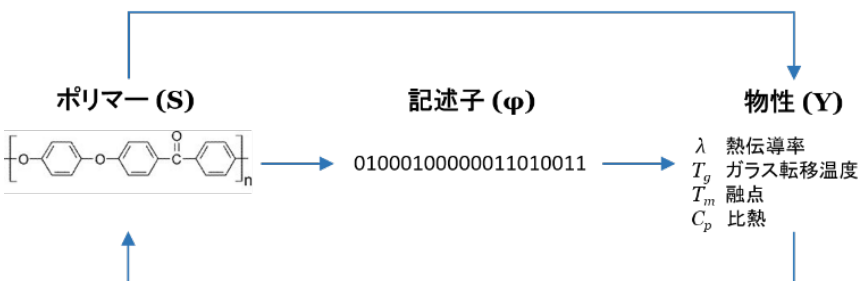 ポリマー (S)
記述子 (φ)
物性 (Y)
O
O
O
C
n
01000100000011010011
λ 熱伝導率
Tg ガラス転移温度
Tm 融点
Cp 比熱